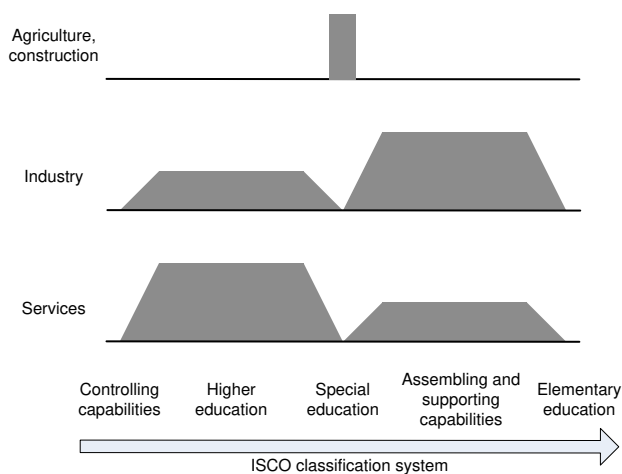 Agriculture,
construction
Industry
Services
Controlling
capabilities
Higher
education
Special
education
Assembling and
supporting
capabilities
Elementary
education
ISCO classification system